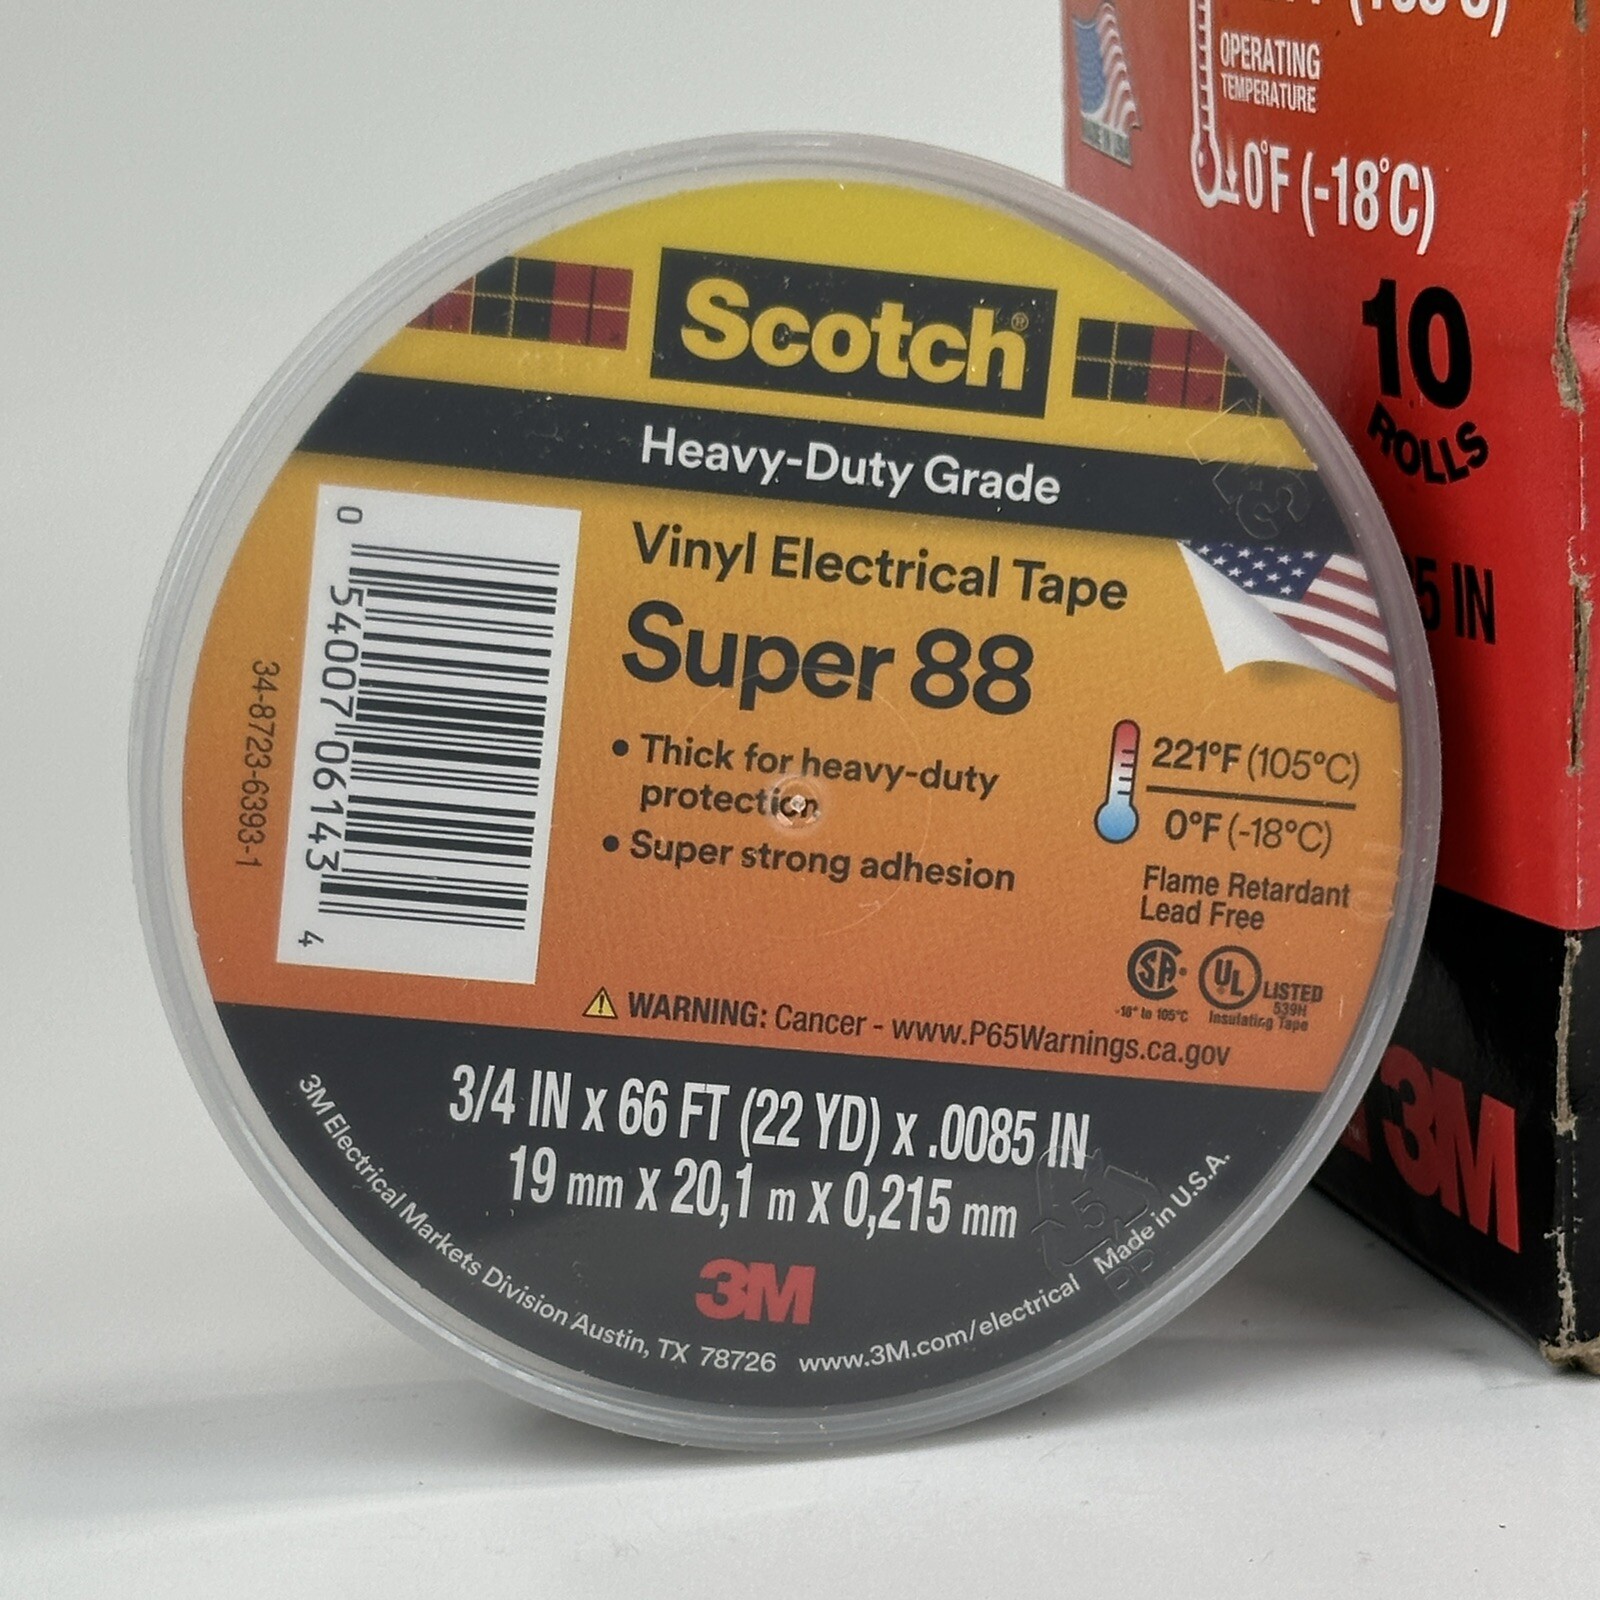 OPERATING
TEMPERATURE
0°F (-18°C)
10
ROLLS
5 IN
3M
Scotch®
Heavy-Duty Grade
Vinyl Electrical Tape
Super 88
• Thick for heavy-duty
protection
• Super strong adhesion
221°F (105°C)
0°F (-18°C)
Flame Retardant
Lead Free
SA
-18° to 105°C
UL
LISTED
539H
Insulating Tape
0 54007 06143 4
34-8723-6393-1
WARNING: Cancer - www.P65Warnings.ca.gov
3/4 IN x 66 FT (22 YD) x .0085 IN
19 mm x 20,1 m x 0,215 mm
3M
3M Electrical Markets Division Austin, TX 78726 www.3M.com/electrical Made in U.S.A.
5
PP